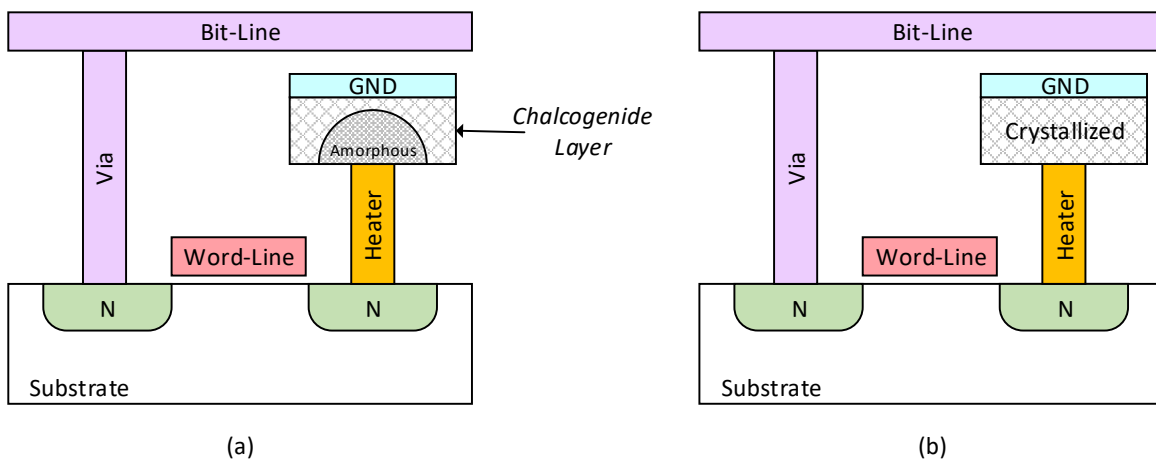 Bit-Line
GND
Chalcogenide
Layer
Amorphous
Via
Heater
Word-Line
N
N
Substrate
(a)
Bit-Line
GND
Crystallized
Via
Heater
Word-Line
N
N
Substrate
(b)